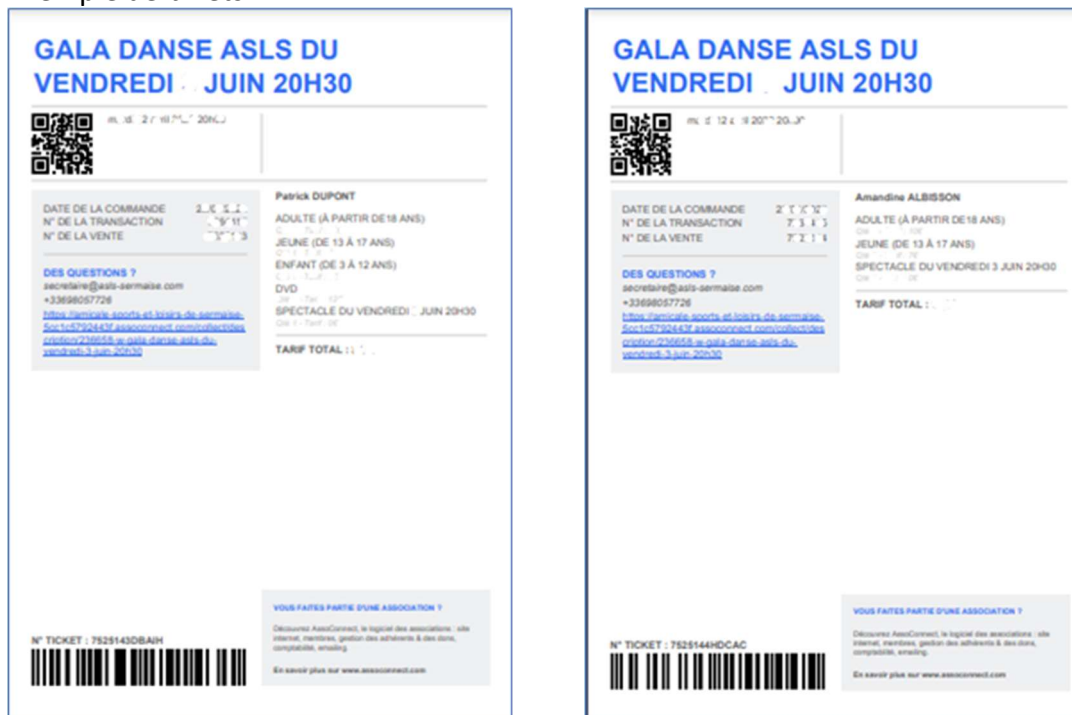 GALA DANSE ASLS DU
VENDREDI JUIN 20H30
DATE DE LA COMMANDE
N° DE LA TRANSACTION
N° DE LA VENTE
DES QUESTIONS ?
secretaire@asls-sermaise.com
+33698057726
https://amicale-sports-et-loisirs-de-sermaise-
5cc1c5792443f.assoconnect.com/collect/des
cription/236658-w-gala-danse-asls-du-
vendredi-3-juin-20h30
Patrick DUPONT
ADULTE (À PARTIR DE18 ANS)
JEUNE (DE 13 À 17 ANS)
ENFANT (DE 3 À 12 ANS)
DVD
SPECTACLE DU VENDREDI JUIN 20H30
TARIF TOTAL :
N° TICKET : 7525143DBAIH
VOUS FAITES PARTIE D'UNE ASSOCIATION ?
Découvrez AssoConnect, le logiciel des associations : site
internet, membres, gestion des adhérents & des dons,
comptabilité, emailing.
En savoir plus sur www.assoconnect.com
GALA DANSE ASLS DU
VENDREDI JUIN 20H30
DATE DE LA COMMANDE
N° DE LA TRANSACTION
N° DE LA VENTE
DES QUESTIONS ?
secretaire@asls-sermaise.com
+33698057726
https://amicale-sports-et-loisirs-de-sermaise-
5cc1c5792443f.assoconnect.com/collect/des
cription/236658-w-gala-danse-asls-du-
vendredi-3-juin-20h30
Amandine ALBISSON
ADULTE (À PARTIR DE18 ANS)
JEUNE (DE 13 À 17 ANS)
SPECTACLE DU VENDREDI 3 JUIN 20H30
TARIF TOTAL :
N° TICKET : 7525144HDCAC
VOUS FAITES PARTIE D'UNE ASSOCIATION ?
Découvrez AssoConnect, le logiciel des associations : site
internet, membres, gestion des adhérents & des dons,
comptabilité, emailing.
En savoir plus sur www.assoconnect.com